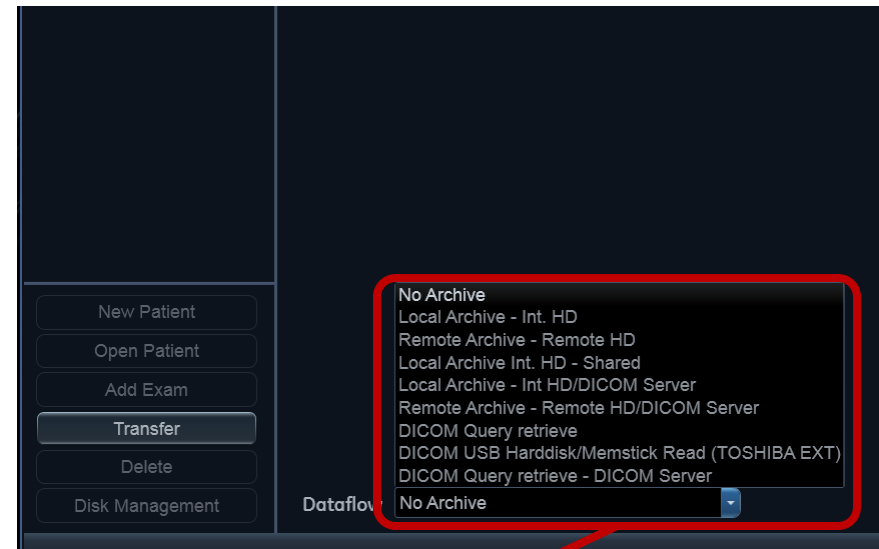 New Patient
Open Patient
Add Exam
Transfer
Delete
Disk Management
No Archive
Local Archive - Int. HD
Remote Archive - Remote HD
Local Archive Int. HD - Shared
Local Archive - Int HD/DICOM Server
Remote Archive - Remote HD/DICOM Server
DICOM Query retrieve
DICOM USB Harddisk/Memstick Read (TOSHIBA EXT)
DICOM Query retrieve - DICOM Server
Dataflow No Archive